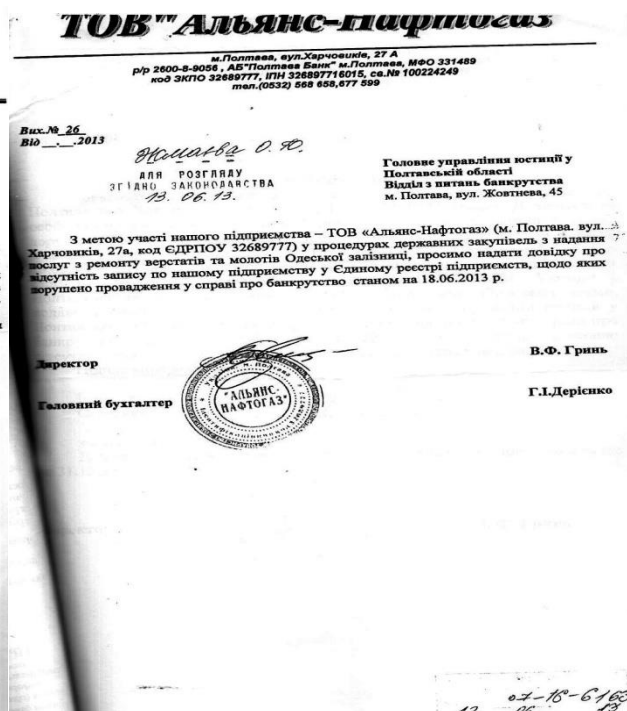 ТОВ "Альянс-Нафтогаз
м.Полтава, вул.Харчовиків, 27 А
р/р 2600-8-9056 , АБ"Полтава Банк" м.Полтава, МФО 331489
код ЗКПО 32689777, ІПН 326897716015, св.№ 100224249
тел.(0532) 568 658,677 599
Вих.№ 26
Від __.__.2013
О. Ю.
ДЛЯ РОЗГЛЯДУ
ЗГІДНО ЗАКОНОДАВСТВА
13. 06. 13.
Головне управління юстиції у
Полтавській області
Відділ з питань банкрутства
м. Полтава, вул. Жовтнева, 45
З метою участі нашого підприємства – ТОВ «Альянс-Нафтогаз» (м. Полтава. вул.
Харчовиків, 27а, код ЄДРПОУ 32689777) у процедурах державних закупівель з надання
послуг з ремонту верстатів та молотів Одеської залізниці, просимо надати довідку про
відсутність запису по нашому підприємству у Єдиному реєстрі підприємств, щодо яких
порушено провадження у справі про банкрутство станом на 18.06.2013 р.
Директор
В.Ф. Гринь
Головний бухгалтер
Г.І.Дерієнко
"АЛЬЯНС-
НАФТОГАЗ"
07-16-6160